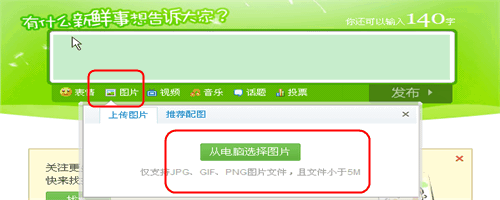 有什么新鲜事想告诉大家？
你还可以输入140字
表情 图片 视频 音乐 话题 投票 发布
上传图片 推荐配图
从电脑选择图片
仅支持JPG、GIF、PNG图片文件，且文件小于5M
关注更
快来找